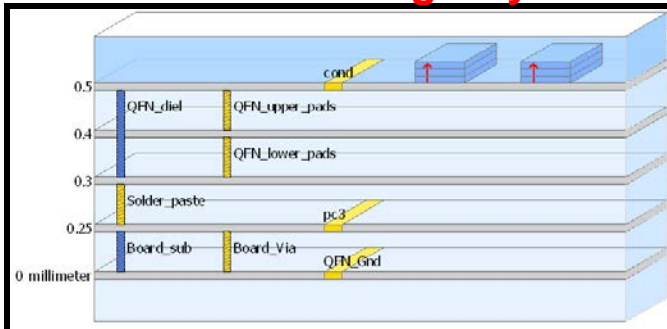 cond
0.5
QFN_diel
QFN_upper_pads
0.4
QFN_lower_pads
0.3
Solder_paste
pc3
0.25
Board_sub
Board_Via
QFN_Gnd
0 millimeter